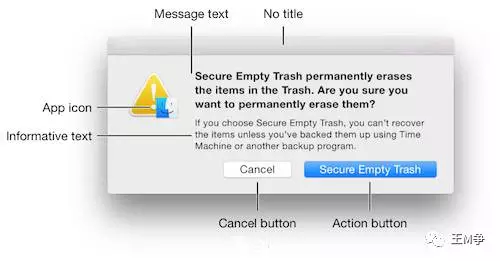 Message text
No title
Secure Empty Trash permanently erases
the items in the Trash. Are you sure you
want to permanently erase them?
App icon
If you choose Secure Empty Trash, you can't recover
Informative text
the items unless you've backed them up using Time
Machine or another backup program.
Cancel
Secure Empty Trash
Cancel button
Action button
王M争